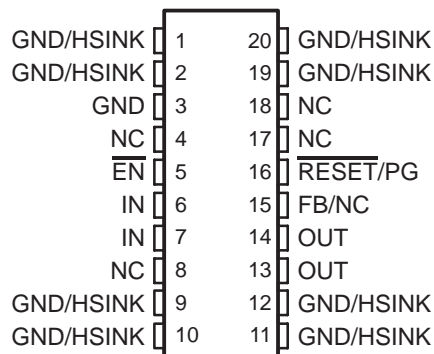 GND/HSINK 1 20 GND/HSINK
GND/HSINK 2 19 GND/HSINK
GND 3 18 NC
NC 4 17 NC
EN 5 16 RESET/PG
IN 6 15 FB/NC
IN 7 14 OUT
NC 8 13 OUT
GND/HSINK 9 12 GND/HSINK
GND/HSINK 10 11 GND/HSINK